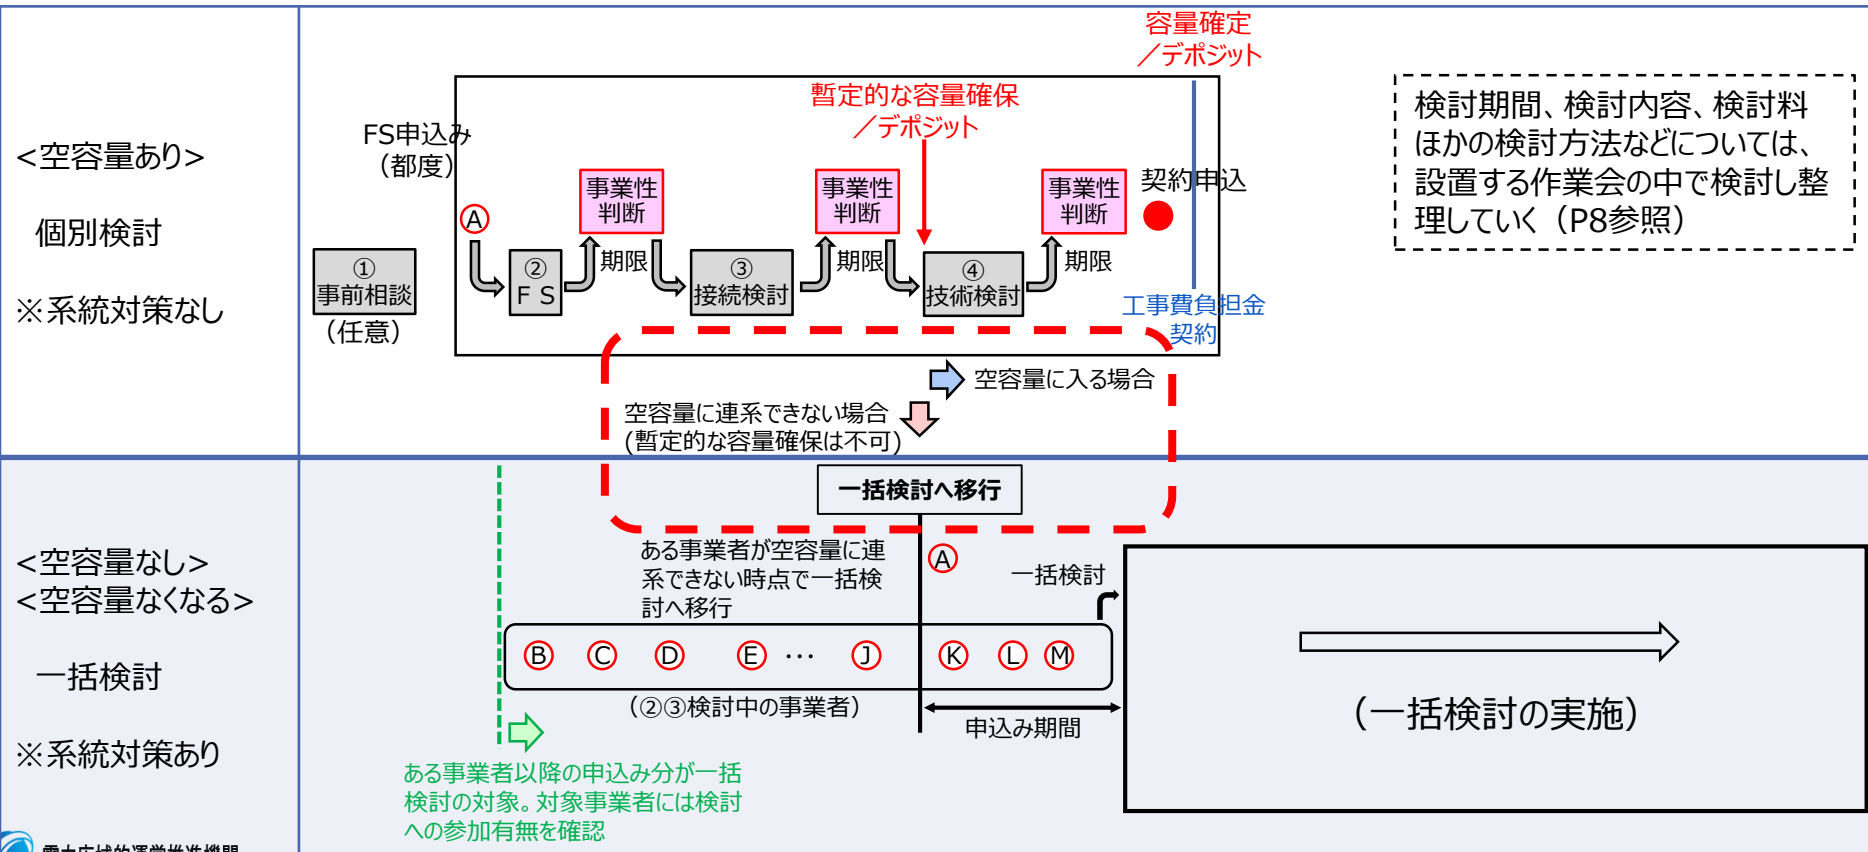 <空容量あり>
個別検討
※系統対策なし
容量確定
／デポジット
暫定的な容量確保
／デポジット
FS申込み
（都度）
Ⓐ
事業性
判断
事業性
判断
事業性
判断
契約申込
期限
期限
期限
①
事前相談
（任意）
②
ＦＳ
③
接続検討
④
技術検討
工事費負担金
契約
検討期間、検討内容、検討料
ほかの検討方法などについては、
設置する作業会の中で検討し整
理していく（P8参照）
空容量に入る場合
空容量に連系できない場合
(暫定的な容量確保は不可)
<空容量なし>
<空容量なくなる>
一括検討
※系統対策あり
一括検討へ移行
ある事業者が空容量に連
系できない時点で一括検
討へ移行
Ⓐ
一括検討
Ⓑ Ⓒ Ⓓ Ⓔ … Ⓙ Ⓚ Ⓛ Ⓜ
（②③検討中の事業者）
申込み期間
（一括検討の実施）
ある事業者以降の申込み分が一括
検討の対象。対象事業者には検討
への参加有無を確認
電力広域的運営推進機関